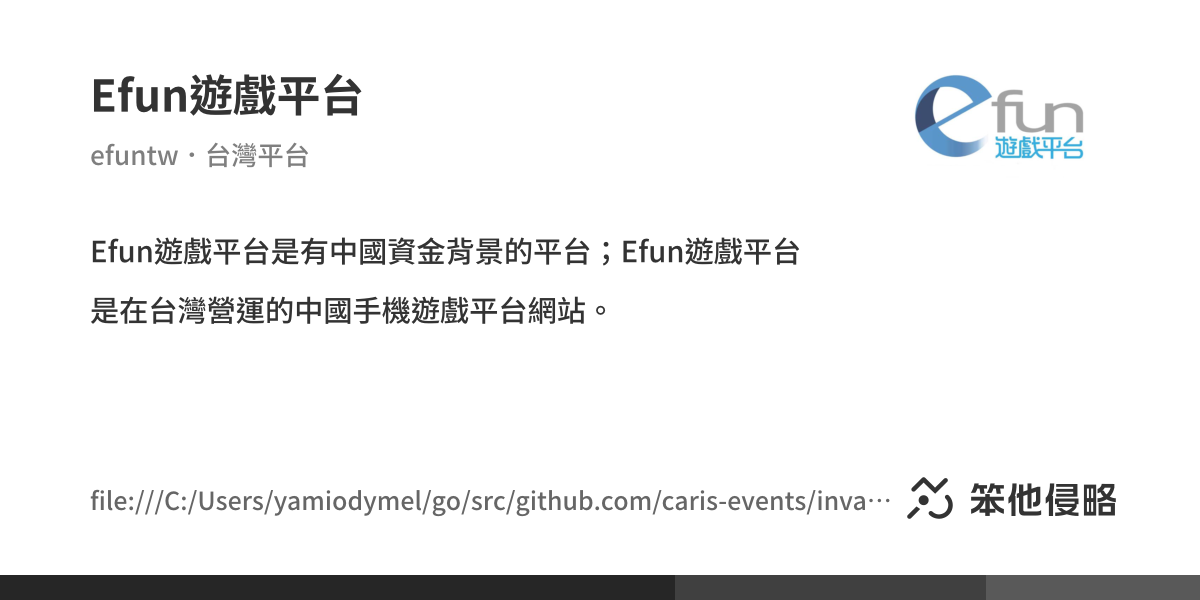 Efun遊戲平台
efuntw・台灣平台
efun
遊戲平台
Efun遊戲平台是有中國資金背景的平台；Efun遊戲平台
是在台灣營運的中國手機遊戲平台網站。
file:///C:/Users/yamiodymel/go/src/github.com/caris-events/inva…
笨他侵略